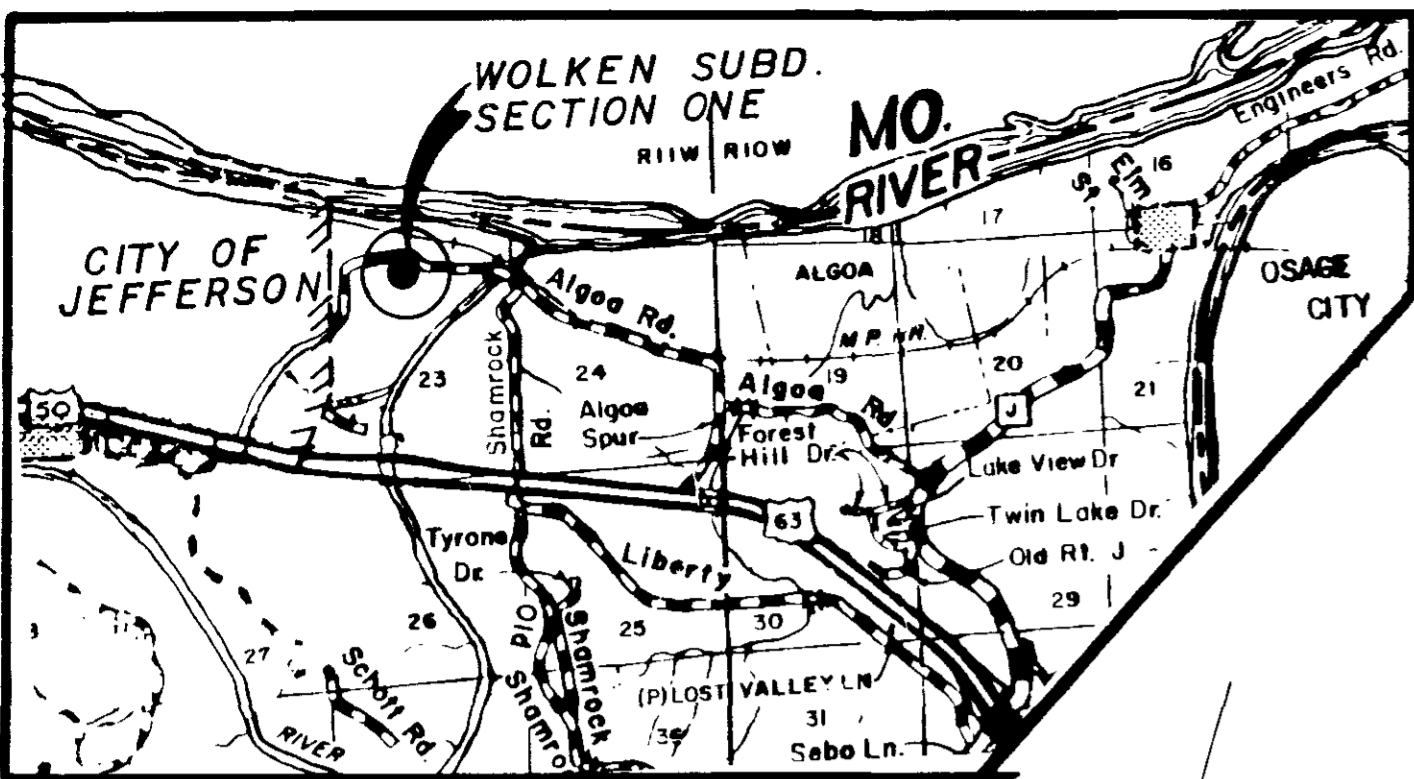 WOLKEN SUBD.
SECTION ONE
R11W R10W
MO.
RIVER
Engineers Rd.
16
Elm
St
17
CITY OF
JEFFERSON
ALGOA
OSAGE
CITY
Algoa Rd.
M.P. RR.
23
Shamrock
Rd.
24
19
20
21
50
Algoa
Spur
Algoa
Rd.
J
Forest
Hill Dr.
Lake View Dr
63
Twin Lake Dr.
Tyrone
Dr.
Liberty
Old Rt. J
26
Old
Shamrock
25
30
29
27
Schott Rd.
Shamrock
(P)LOST VALLEY LN
RIVER
36
31
Sebo Ln.